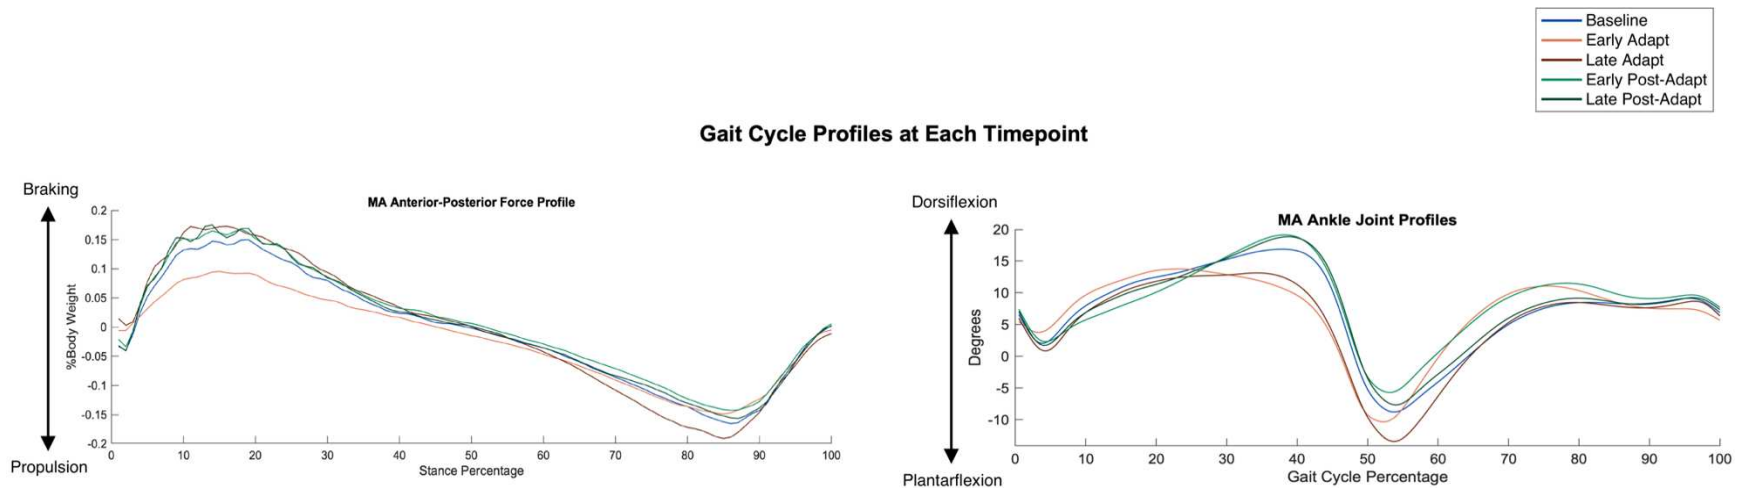 Baseline
Early Adapt
Late Adapt
Early Post-Adapt
Late Post-Adapt
Gait Cycle Profiles at Each Timepoint
Braking
MA Anterior-Posterior Force Profile
0.2
0.15
0.1
0.05
0
-0.05
-0.1
-0.15
-0.2
%Body Weight
Propulsion
0 10 20 30 40 50 60 70 80 90 100
Stance Percentage
Dorsiflexion
MA Ankle Joint Profiles
20
15
10
5
0
-5
-10
Degrees
Plantarflexion
0 10 20 30 40 50 60 70 80 90 100
Gait Cycle Percentage